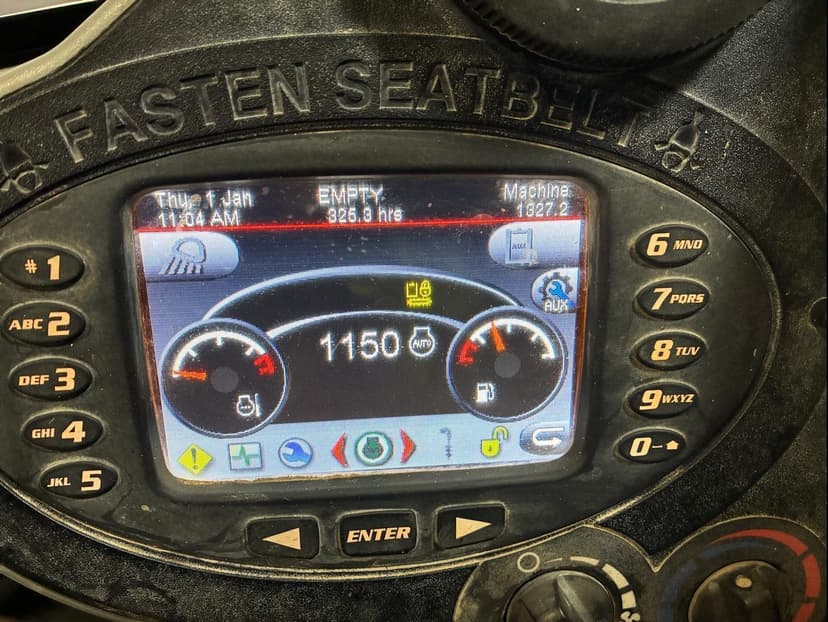 FASTEN SEATBELT
Thu, 1 Jan
11:04 AM
EMPTY
325.3 hrs
Machine
1327.2
AUX
1150
AUTO
# 1
ABC 2
DEF 3
GHI 4
JKL 5
6 MNO
7 PQRS
8 TUV
9 WXYZ
0
ENTER